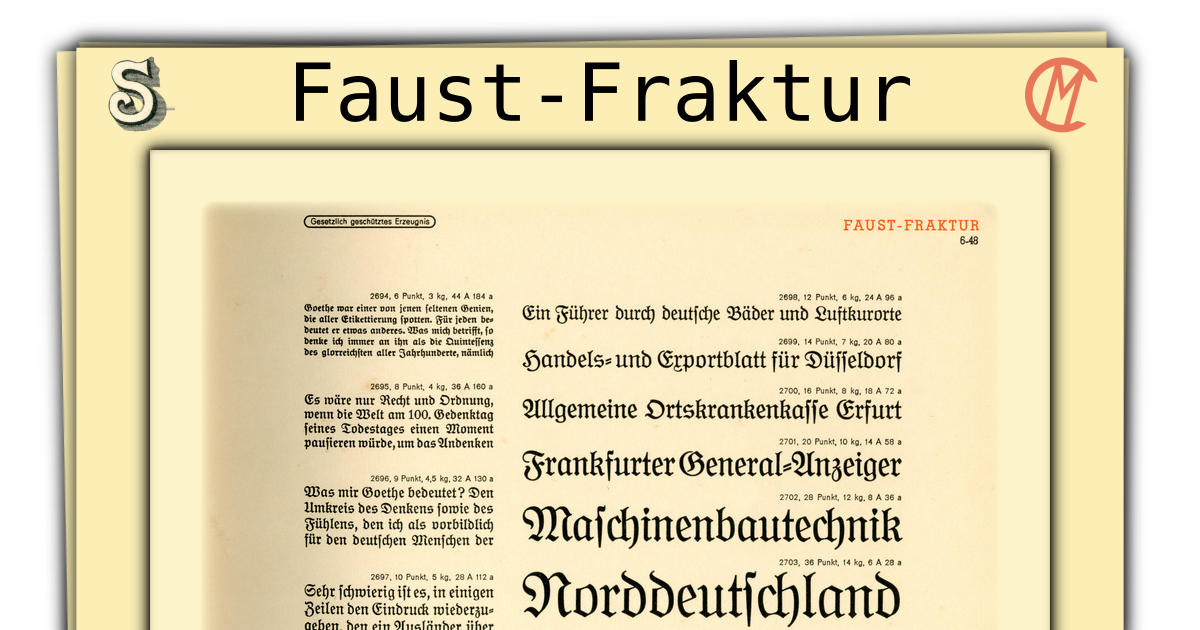 Faust-Fraktur
Gesetzlich geschütztes Erzeugnis
FAUST-FRAKTUR
6-48
2694, 6 Punkt, 3 kg, 44 A 184 a
Goethe war einer von jenen ſeltenen Genien,
die aller Etikettierung ſpotten. Für jeden be⸗
deutet er etwas anderes. Was mich betrifft, ſo
denke ich immer an ihn als die Quinteſſenz
des glorreichſten aller Jahrhunderte, nämlich
2695, 8 Punkt, 4 kg, 36 A 160 a
Es wäre nur Recht und Ordnung,
wenn die Welt am 100. Gedenktag
ſeines Todestages einen Moment
pauſieren würde, um das Andenken
2696, 9 Punkt, 4,5 kg, 32 A 130 a
Was mir Goethe bedeutet? Den
Umkreis des Denkens ſowie des
Fühlens, den ich als vorbildlich
für den deutſchen Menſchen der
2697, 10 Punkt, 5 kg, 28 A 112 a
Sehr ſchwierig iſt es, in einigen
Zeilen den Eindruck wiederzu⸗
geben, den ein Ausländer über
2698, 12 Punkt, 6 kg, 24 A 96 a
Ein Führer durch deutſche Bäder und Luftkurorte
2699, 14 Punkt, 7 kg, 20 A 80 a
Handels⸗ und Exportblatt für Düſſeldorf
2700, 16 Punkt, 8 kg, 18 A 72 a
Allgemeine Ortskrankenkaſſe Erfurt
2701, 20 Punkt, 10 kg, 14 A 58 a
Frankfurter General⸗Anzeiger
2702, 28 Punkt, 12 kg, 8 A 36 a
Maſchinenbautechnik
2703, 36 Punkt, 14 kg, 6 A 28 a
Norddeutſchland